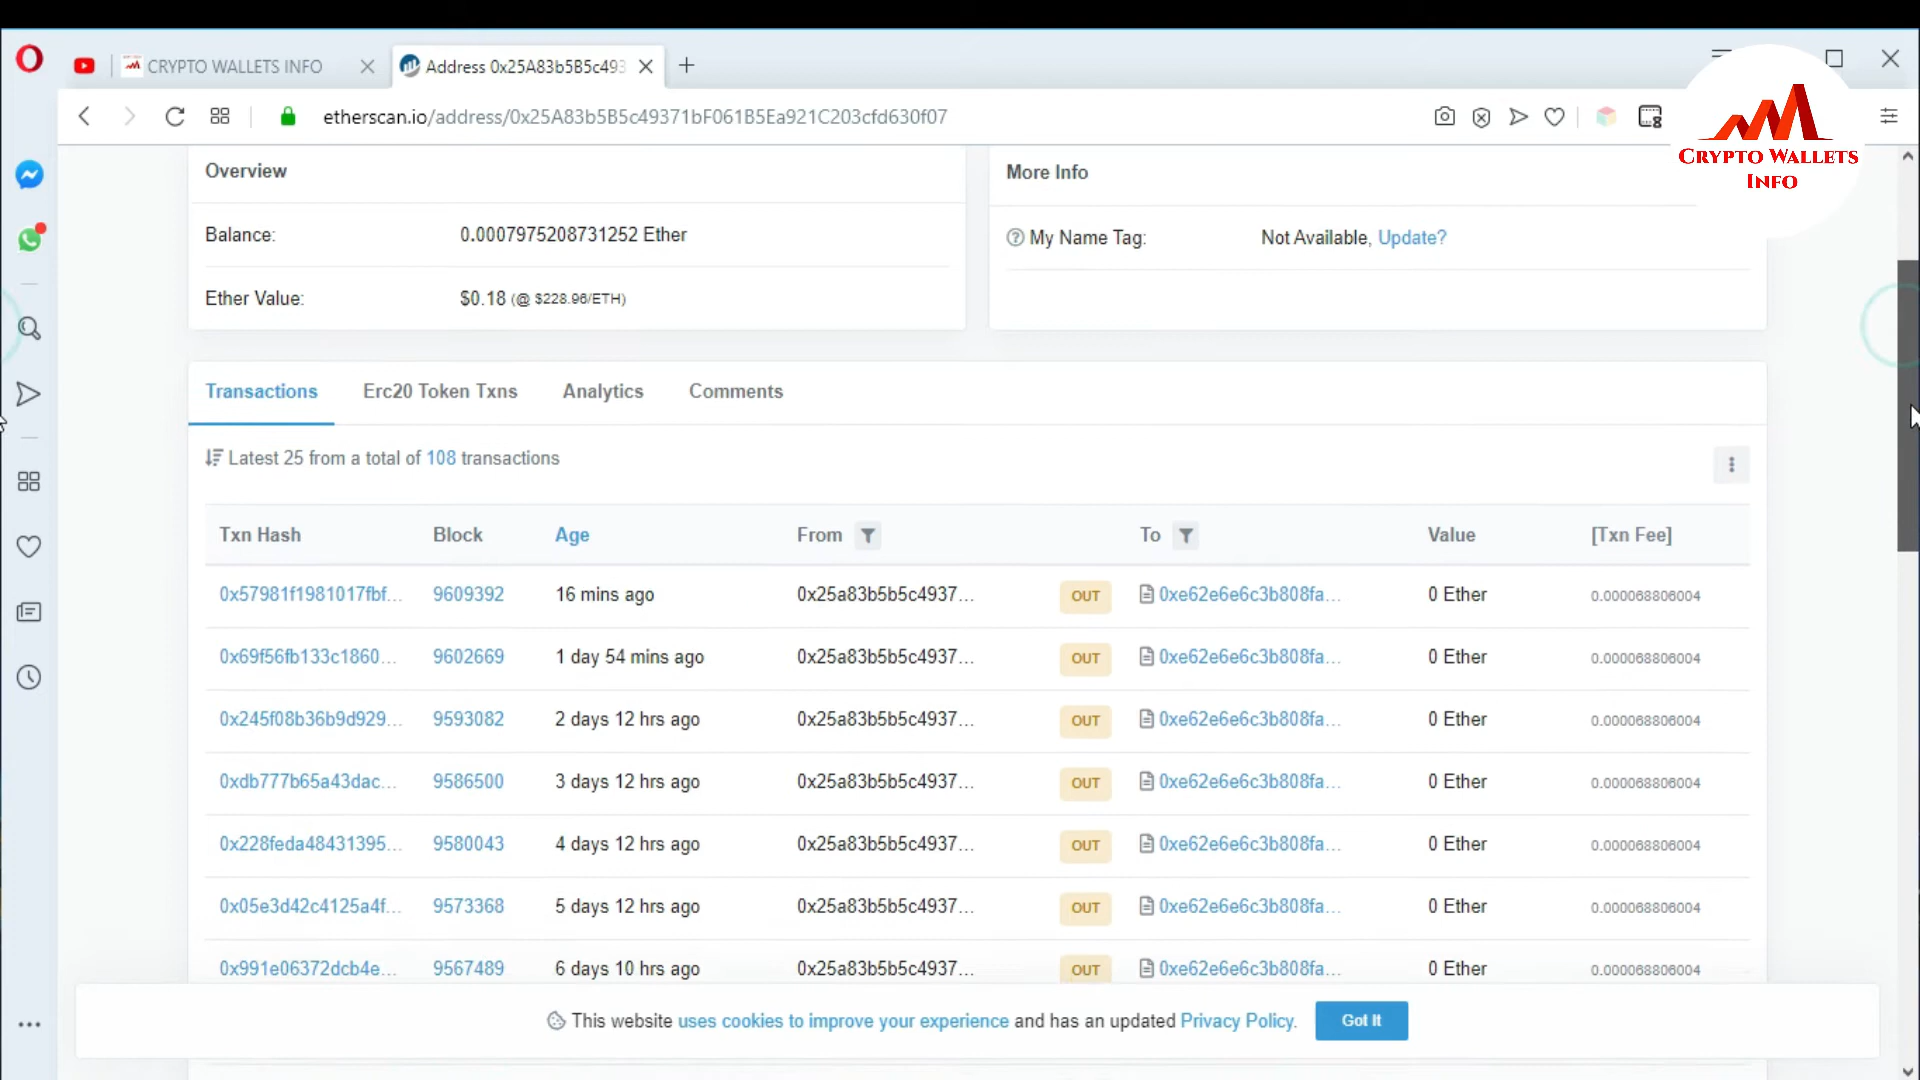 CRYPTO WALLETS INFO
Address 0x25A83b5B5c493
etherscan.io/address/0x25A83b5B5c49371bF061B5Ea921C203cfd630f07
CRYPTO WALLETS
INFO
Overview
More Info
Balance: 0.0007975208731252 Ether
My Name Tag: Not Available, Update?
Ether Value: $0.18 (@ $228.96/ETH)
Transactions Erc20 Token Txns Analytics Comments
Latest 25 from a total of 108 transactions
Txn Hash Block Age From To Value [Txn Fee]
0x57981f1981017fbf... 9609392 16 mins ago 0x25a83b5b5c4937... OUT 0xe62e6e6c3b808fa... 0 Ether 0.000068806004
0x69f56fb133c1860... 9602669 1 day 54 mins ago 0x25a83b5b5c4937... OUT 0xe62e6e6c3b808fa... 0 Ether 0.000068806004
0x245f08b36b9d929... 9593082 2 days 12 hrs ago 0x25a83b5b5c4937... OUT 0xe62e6e6c3b808fa... 0 Ether 0.000068806004
0xdb777b65a43dac... 9586500 3 days 12 hrs ago 0x25a83b5b5c4937... OUT 0xe62e6e6c3b808fa... 0 Ether 0.000068806004
0x228feda48431395... 9580043 4 days 12 hrs ago 0x25a83b5b5c4937... OUT 0xe62e6e6c3b808fa... 0 Ether 0.000068806004
0x05e3d42c4125a4f... 9573368 5 days 12 hrs ago 0x25a83b5b5c4937... OUT 0xe62e6e6c3b808fa... 0 Ether 0.000068806004
0x991e06372dcb4e... 9567489 6 days 10 hrs ago 0x25a83b5b5c4937... OUT 0xe62e6e6c3b808fa... 0 Ether 0.000068806004
This website uses cookies to improve your experience and has an updated Privacy Policy. Got It